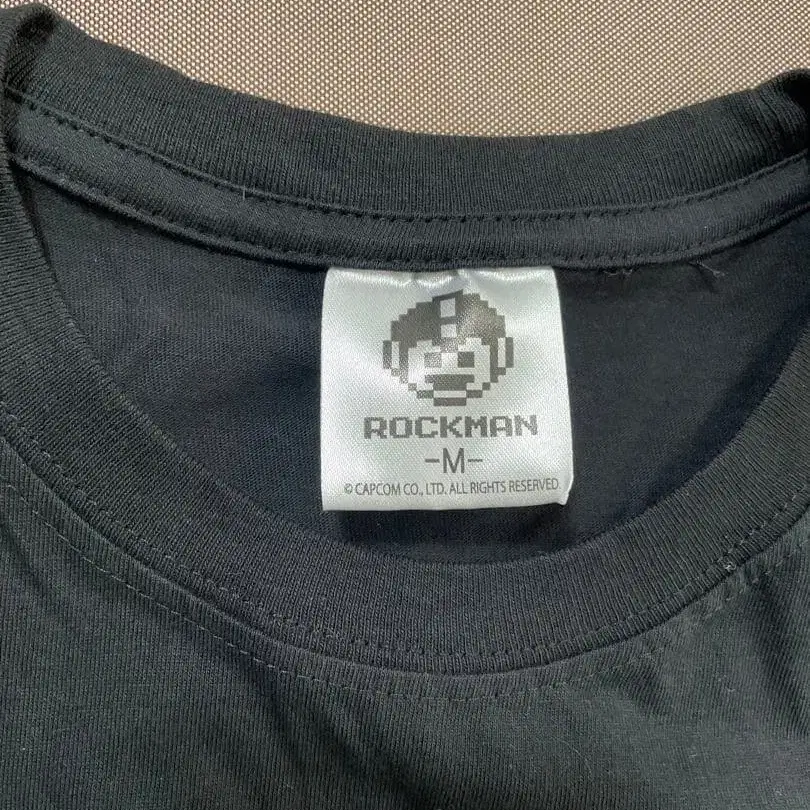 ROCKMAN
-M-
© CAPCOM CO., LTD. ALL RIGHTS RESERVED.